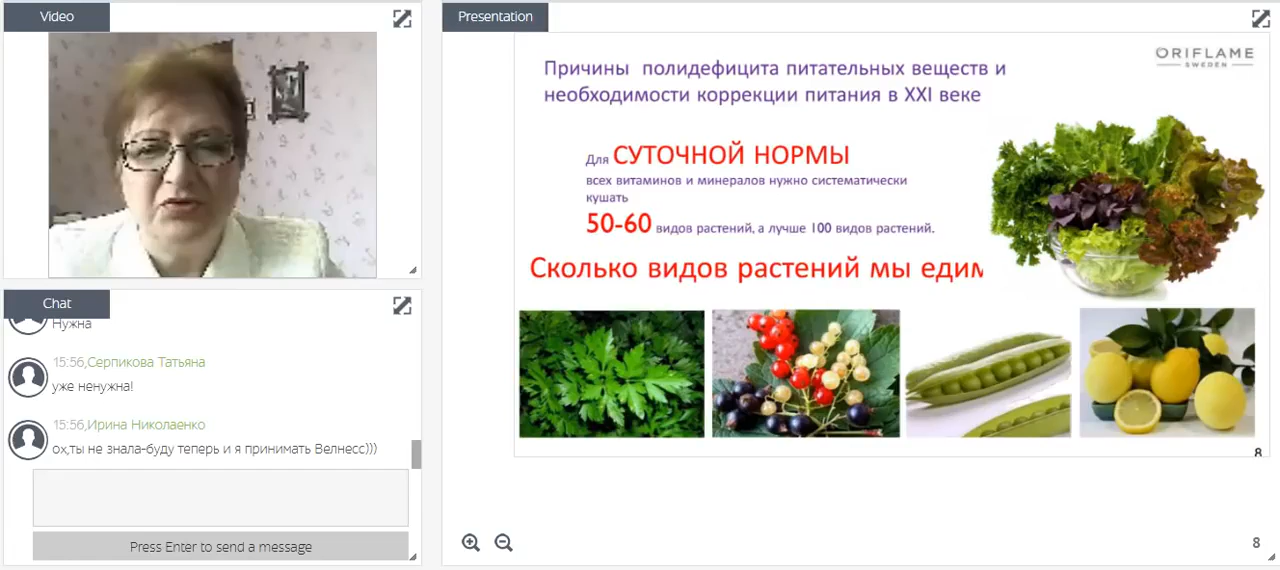 Video
Presentation
ORIFLAME
SWEDEN
Причины полидефицита питательных веществ и
необходимости коррекции питания в XXI веке
Для СУТОЧНОЙ НОРМЫ
всех витаминов и минералов нужно систематически
кушать
50-60 видов растений, а лучше 100 видов растений.
Сколько видов растений мы едим
8
8
Chat
Нужна
15:56,Серпикова Татьяна
уже ненужна!
15:56,Ирина Николаенко
ох,ты не знала-буду теперь и я принимать Велнесс)))
Press Enter to send a message